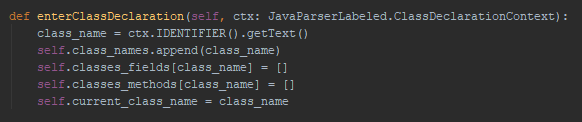 def enterClassDeclaration(self, ctx: JavaParserLabeled.ClassDeclarationContext):
    class_name = ctx.IDENTIFIER().getText()
    self.class_names.append(class_name)
    self.classes_fields[class_name] = []
    self.classes_methods[class_name] = []
    self.current_class_name = class_name